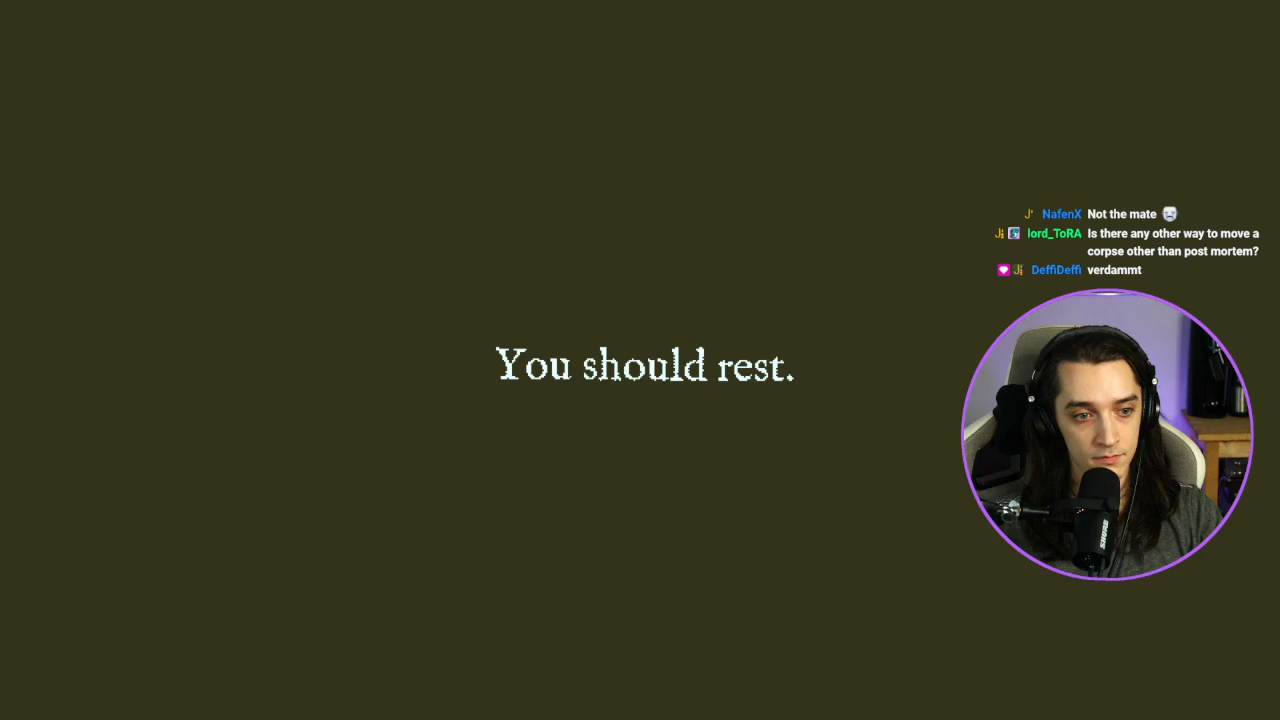 NafenX Not the mate
lord_ToRA Is there any other way to move a
corpse other than post mortem?
DeffiDeffi verdammt
You should rest.
SHURE